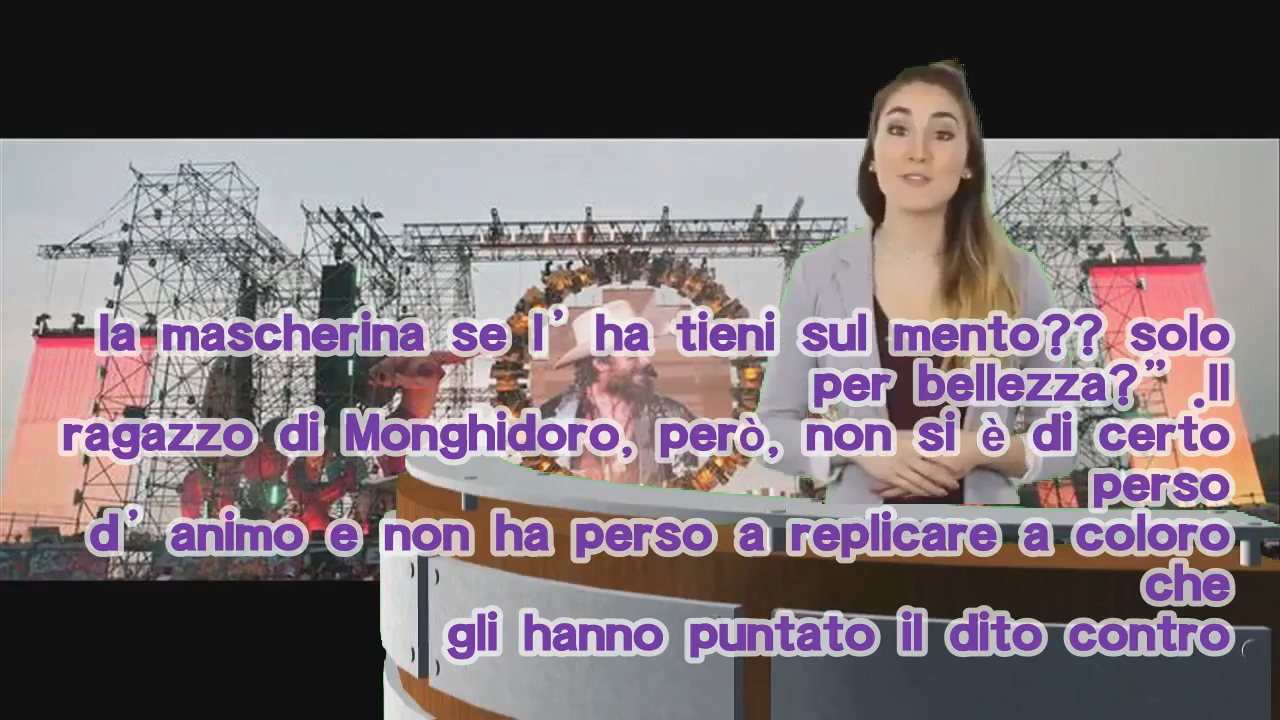 la mascherina se l’ha tieni sul mento?? solo
per bellezza?” .Il
ragazzo di Monghidoro, però, non si è di certo
perso
d’animo e non ha perso a replicare a coloro
che
gli hanno puntato il dito contro